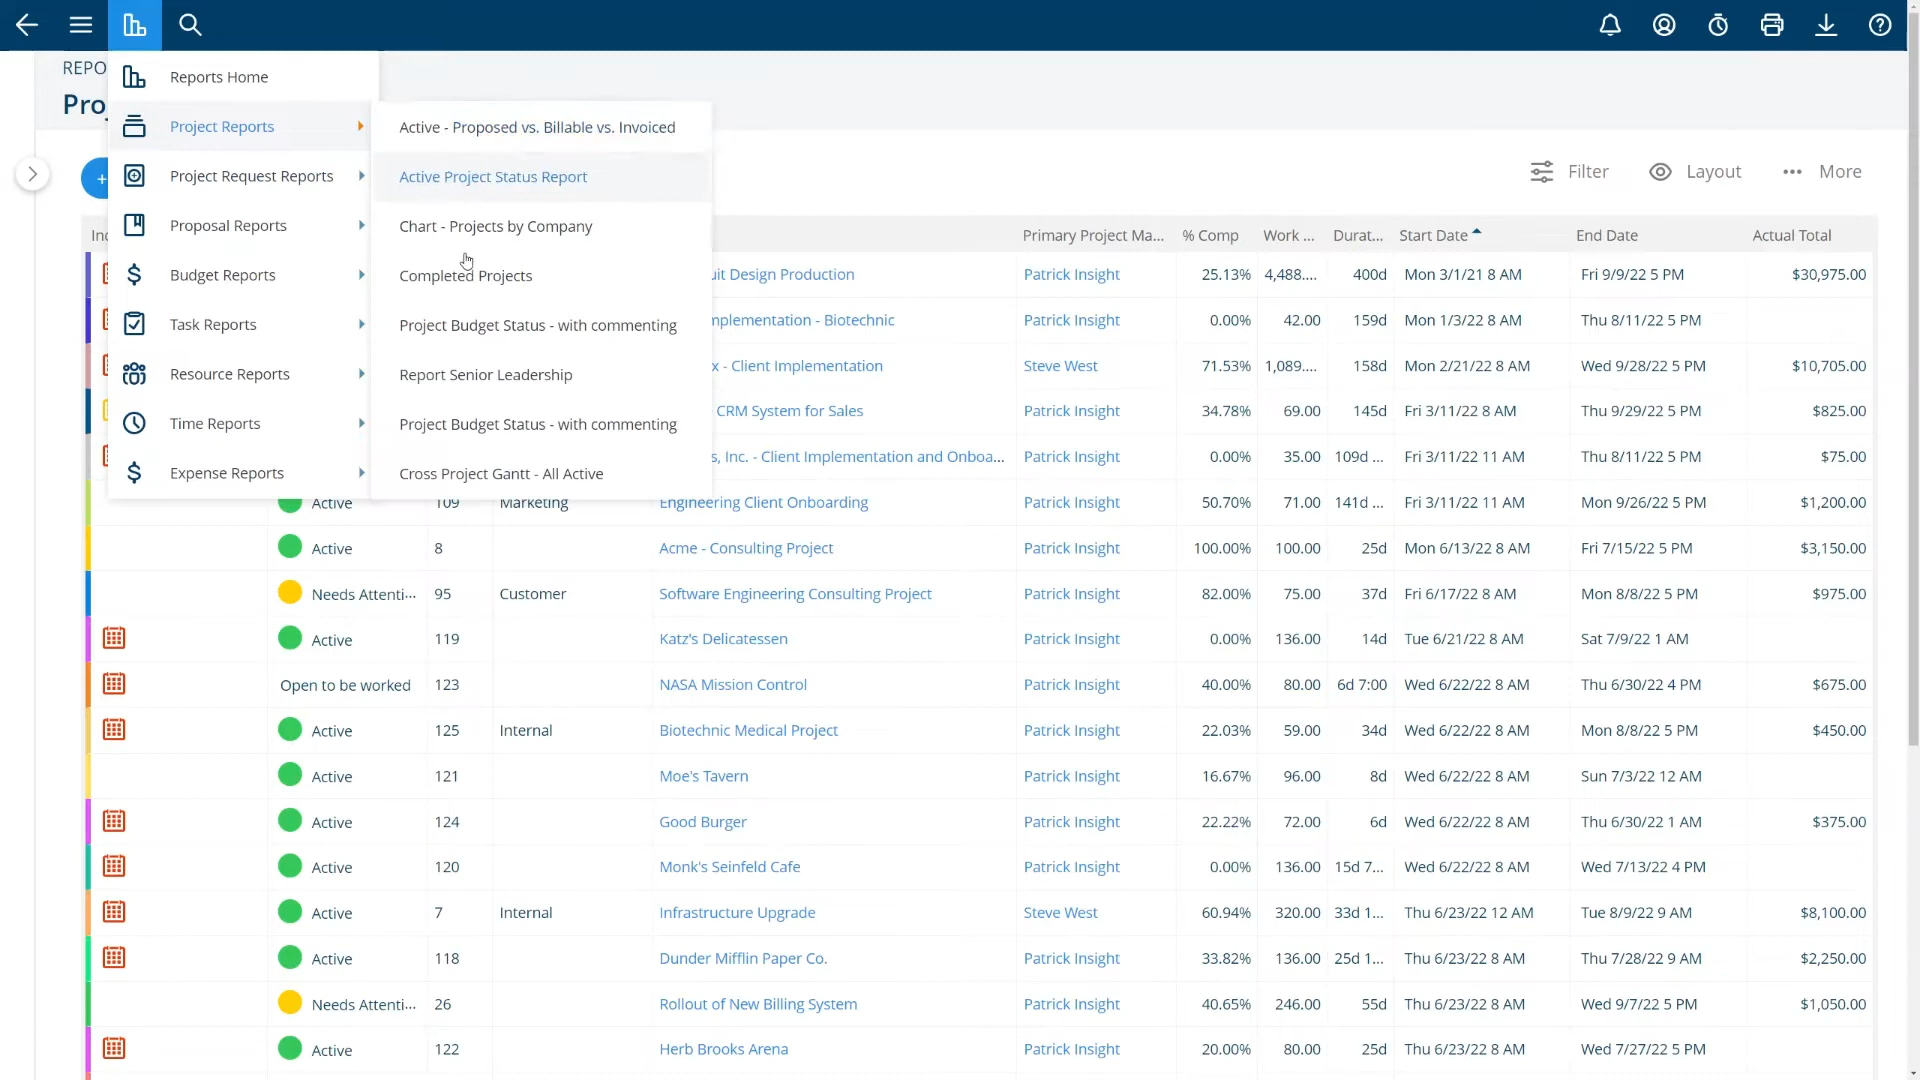 REPO
Pro
Reports Home
Project Reports
Project Request Reports
Proposal Reports
Budget Reports
Task Reports
Resource Reports
Time Reports
Expense Reports
Active - Proposed vs. Billable vs. Invoiced
Active Project Status Report
Chart - Projects by Company
Completed Projects
Project Budget Status - with commenting
Report Senior Leadership
Project Budget Status - with commenting
Cross Project Gantt - All Active
+
Filter Layout ••• More
Inc Primary Project Ma... % Comp Work ... Durat... Start Date End Date Actual Total
uit Design Production Patrick Insight 25.13% 4,488.... 400d Mon 3/1/21 8 AM Fri 9/9/22 5 PM $30,975.00
mplementation - Biotechnic Patrick Insight 0.00% 42.00 159d Mon 1/3/22 8 AM Thu 8/11/22 5 PM
x - Client Implementation Steve West 71.53% 1,089.... 158d Mon 2/21/22 8 AM Wed 9/28/22 5 PM $10,705.00
CRM System for Sales Patrick Insight 34.78% 69.00 145d Fri 3/11/22 8 AM Thu 9/29/22 5 PM $825.00
s, Inc. - Client Implementation and Onboa... Patrick Insight 0.00% 35.00 109d ... Fri 3/11/22 11 AM Thu 8/11/22 5 PM $75.00
Active 109 Marketing Engineering Client Onboarding Patrick Insight 50.70% 71.00 141d ... Fri 3/11/22 11 AM Mon 9/26/22 5 PM $1,200.00
Active 8 Acme - Consulting Project Patrick Insight 100.00% 100.00 25d Mon 6/13/22 8 AM Fri 7/15/22 5 PM $3,150.00
Needs Attenti... 95 Customer Software Engineering Consulting Project Patrick Insight 82.00% 75.00 37d Fri 6/17/22 8 AM Mon 8/8/22 5 PM $975.00
Active 119 Katz's Delicatessen Patrick Insight 0.00% 136.00 14d Tue 6/21/22 8 AM Sat 7/9/22 1 AM
Open to be worked 123 NASA Mission Control Patrick Insight 40.00% 80.00 6d 7:00 Wed 6/22/22 8 AM Thu 6/30/22 4 PM $675.00
Active 125 Internal Biotechnic Medical Project Patrick Insight 22.03% 59.00 34d Wed 6/22/22 8 AM Mon 8/8/22 5 PM $450.00
Active 121 Moe's Tavern Patrick Insight 16.67% 96.00 8d Wed 6/22/22 8 AM Sun 7/3/22 12 AM
Active 124 Good Burger Patrick Insight 22.22% 72.00 6d Wed 6/22/22 8 AM Thu 6/30/22 1 AM $375.00
Active 120 Monk's Seinfeld Cafe Patrick Insight 0.00% 136.00 15d 7... Wed 6/22/22 8 AM Wed 7/13/22 4 PM
Active 7 Internal Infrastructure Upgrade Steve West 60.94% 320.00 33d 1... Thu 6/23/22 12 AM Tue 8/9/22 9 AM $8,100.00
Active 118 Dunder Mifflin Paper Co. Patrick Insight 33.82% 136.00 25d 1... Thu 6/23/22 8 AM Thu 7/28/22 9 AM $2,250.00
Needs Attenti... 26 Rollout of New Billing System Patrick Insight 40.65% 246.00 55d Thu 6/23/22 8 AM Wed 9/7/22 5 PM $1,050.00
Active 122 Herb Brooks Arena Patrick Insight 20.00% 80.00 25d Thu 6/23/22 8 AM Wed 7/27/22 5 PM